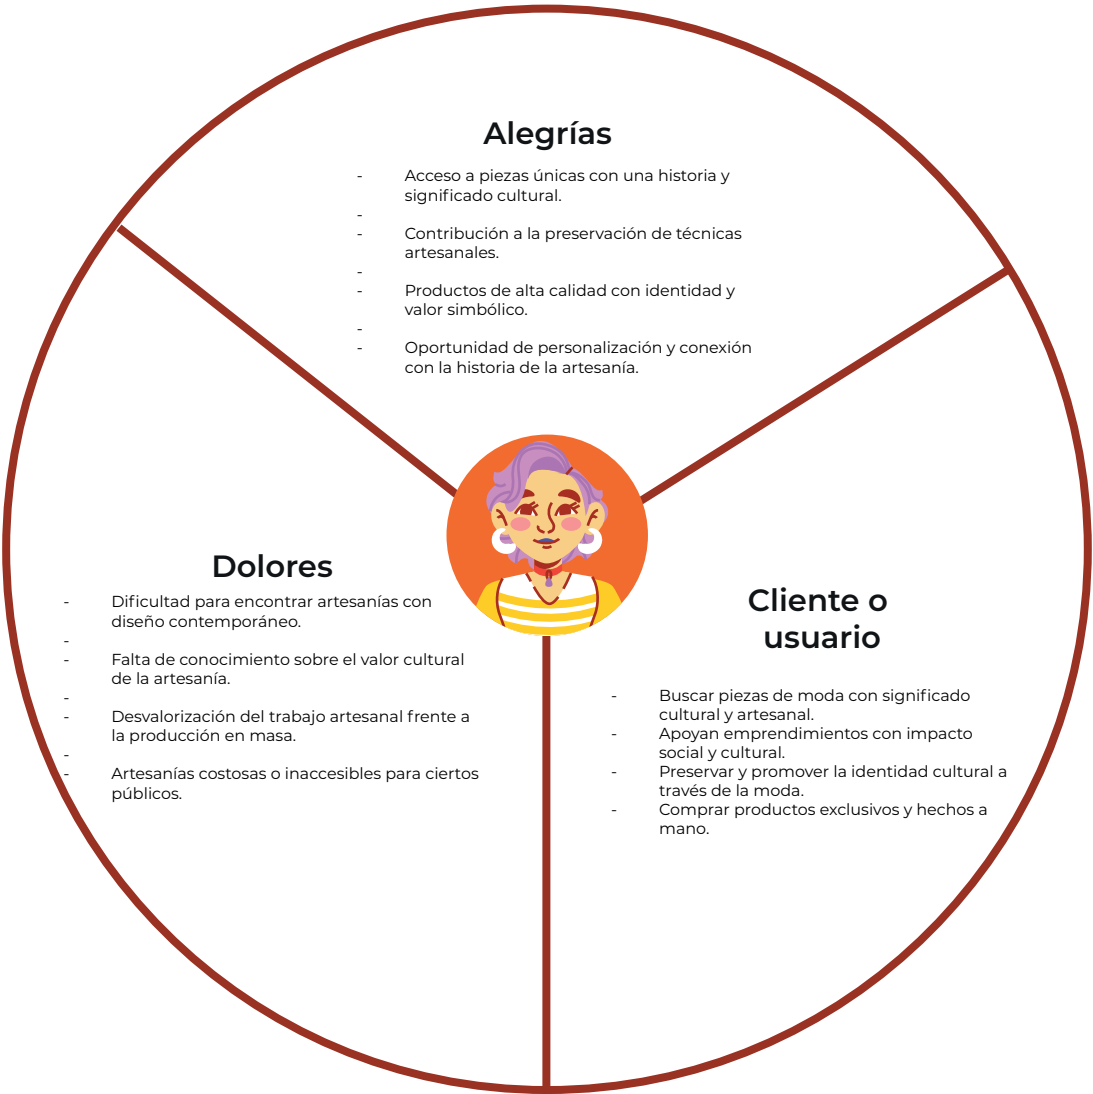 Alegrías
- Acceso a piezas únicas con una historia y
significado cultural.
-
- Contribución a la preservación de técnicas
artesanales.
-
- Productos de alta calidad con identidad y
valor simbólico.
-
- Oportunidad de personalización y conexión
con la historia de la artesanía.
Dolores
- Dificultad para encontrar artesanías con
diseño contemporáneo.
-
- Falta de conocimiento sobre el valor cultural
de la artesanía.
-
- Desvalorización del trabajo artesanal frente a
la producción en masa.
-
- Artesanías costosas o inaccesibles para ciertos
públicos.
Cliente o
usuario
- Buscar piezas de moda con significado
cultural y artesanal.
- Apoyan emprendimientos con impacto
social y cultural.
- Preservar y promover la identidad cultural a
través de la moda.
- Comprar productos exclusivos y hechos a
mano.